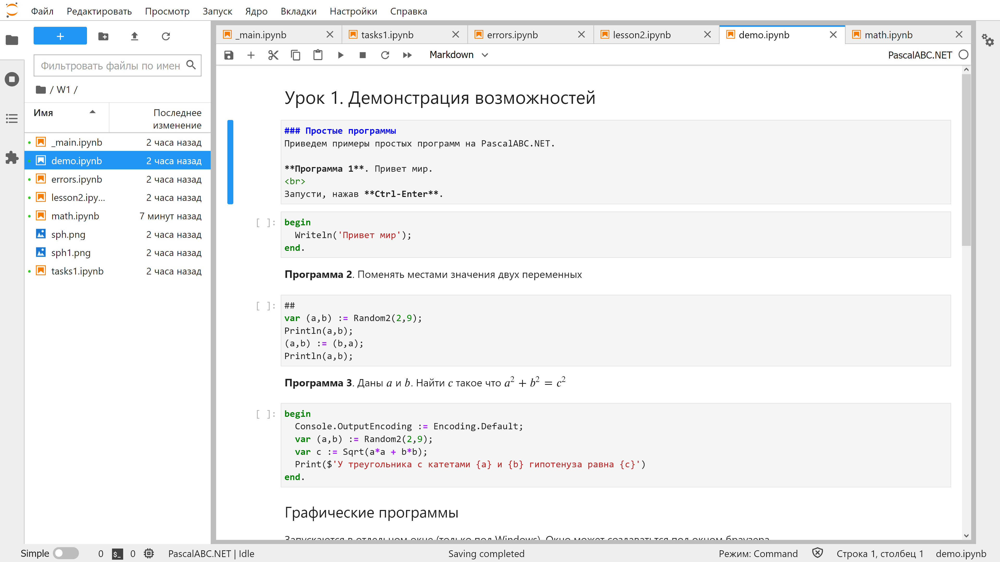 Файл Редактировать Просмотр Запуск Ядро Вкладки Настройки Справка
+
Фильтровать файлы по имен
/ W1 /
Имя Последнее изменение
_main.ipynb 2 часа назад
demo.ipynb 2 часа назад
errors.ipynb 2 часа назад
lesson2.ipy... 2 часа назад
math.ipynb 7 минут назад
sph.png 2 часа назад
sph1.png 2 часа назад
tasks1.ipynb 2 часа назад
_main.ipynb tasks1.ipynb errors.ipynb lesson2.ipynb demo.ipynb math.ipynb
Markdown PascalABC.NET
Урок 1. Демонстрация возможностей
### Простые программы
Приведем примеры простых программ на PascalABC.NET.
**Программа 1**. Привет мир.
<br>
Запусти, нажав **Ctrl-Enter**.
[ ]: begin
Writeln('Привет мир');
end.
Программа 2. Поменять местами значения двух переменных
[ ]: ##
var (a,b) := Random2(2,9);
Println(a,b);
(a,b) := (b,a);
Println(a,b);
Программа 3. Даны a и b. Найти c такое что a² + b² = c²
[ ]: begin
Console.OutputEncoding := Encoding.Default;
var (a,b) := Random2(2,9);
var c := Sqrt(a*a + b*b);
Print($'У треугольника с катетами {a} и {b} гипотенуза равна {c}')
end.
Графические программы
Запускаются в отдельном окне (только под Windows). Окно может создаваться под окном браузера
Simple 0 $_ 0 PascalABC.NET | Idle Saving completed Режим: Command Строка 1, столбец 1 demo.ipynb